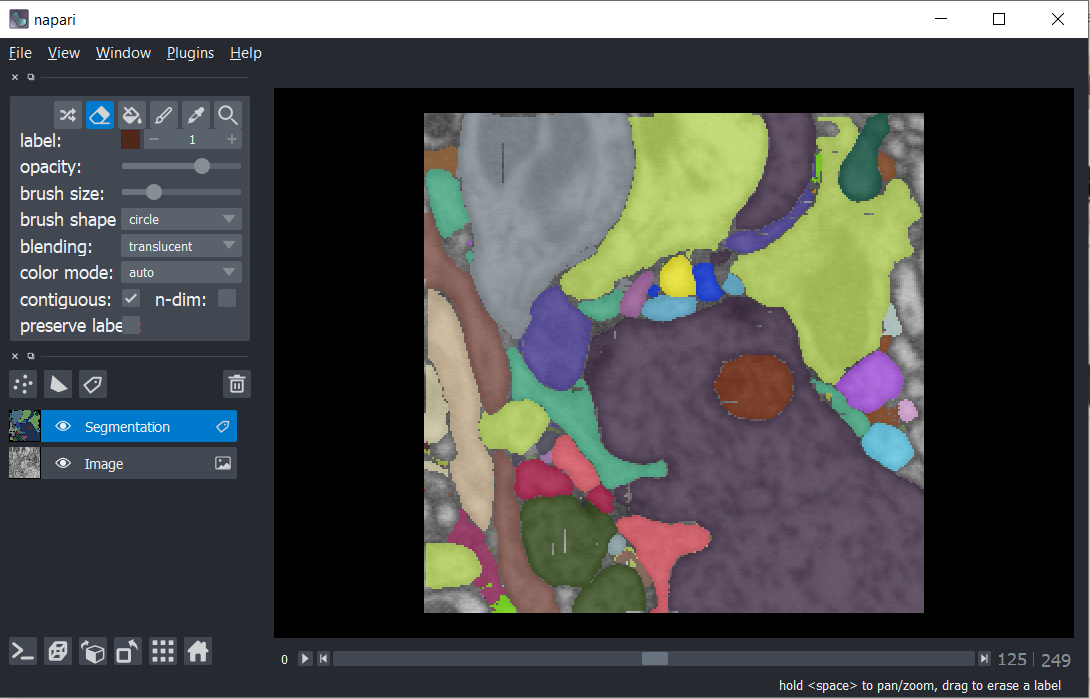 napari
File View Window Plugins Help
label: 1
opacity:
brush size:
brush shape circle
blending: translucent
color mode: auto
contiguous: n-dim:
preserve labe
Segmentation
Image
0 125 249
hold <space> to pan/zoom, drag to erase a label